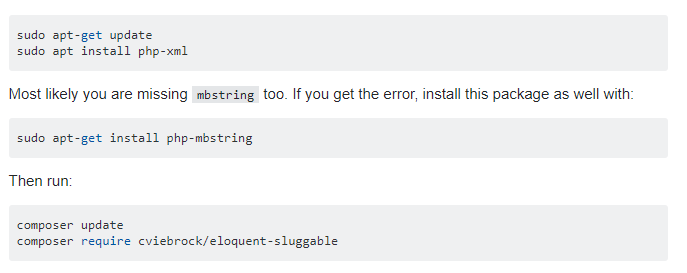 sudo apt-get update
sudo apt install php-xml
Most likely you are missing mbstring too. If you get the error, install this package as well with:
sudo apt-get install php-mbstring
Then run:
composer update
composer require cviebrock/eloquent-sluggable